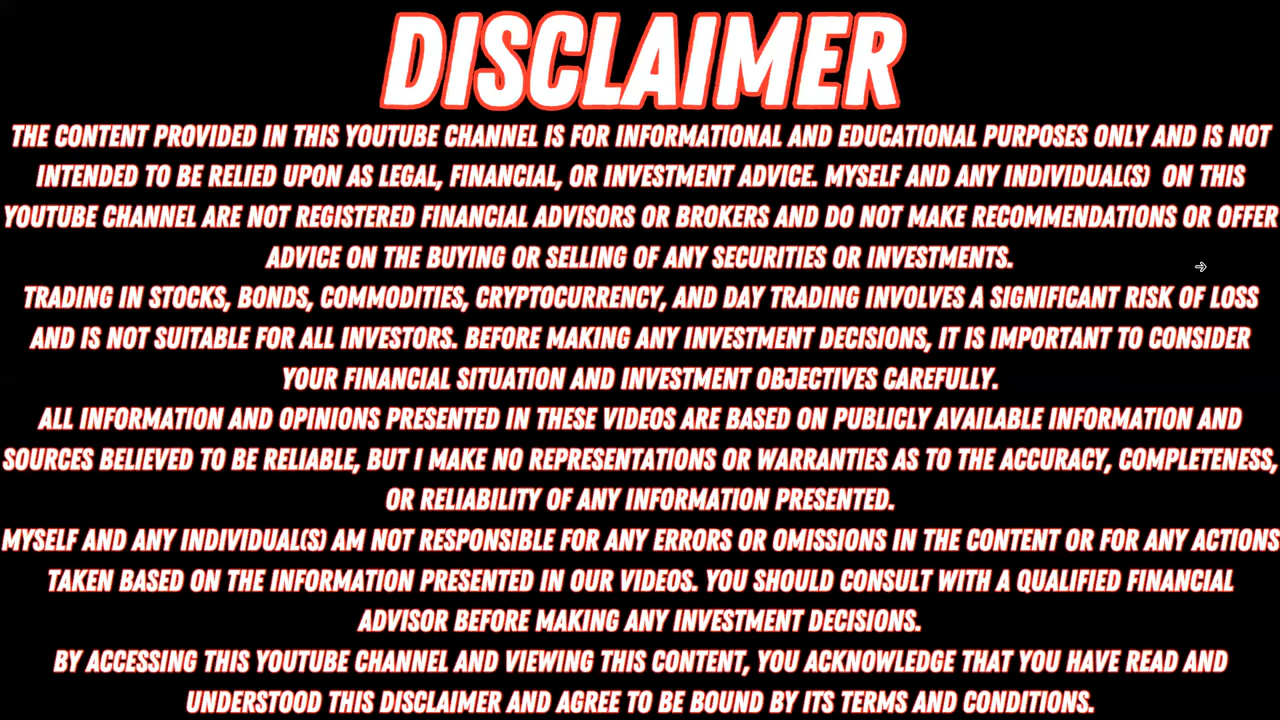 DISCLAIMER
THE CONTENT PROVIDED IN THIS YOUTUBE CHANNEL IS FOR INFORMATIONAL AND EDUCATIONAL PURPOSES ONLY AND IS NOT
INTENDED TO BE RELIED UPON AS LEGAL, FINANCIAL, OR INVESTMENT ADVICE. MYSELF AND ANY INDIVIDUAL(S) ON THIS
YOUTUBE CHANNEL ARE NOT REGISTERED FINANCIAL ADVISORS OR BROKERS AND DO NOT MAKE RECOMMENDATIONS OR OFFER
ADVICE ON THE BUYING OR SELLING OF ANY SECURITIES OR INVESTMENTS.
TRADING IN STOCKS, BONDS, COMMODITIES, CRYPTOCURRENCY, AND DAY TRADING INVOLVES A SIGNIFICANT RISK OF LOSS
AND IS NOT SUITABLE FOR ALL INVESTORS. BEFORE MAKING ANY INVESTMENT DECISIONS, IT IS IMPORTANT TO CONSIDER
YOUR FINANCIAL SITUATION AND INVESTMENT OBJECTIVES CAREFULLY.
ALL INFORMATION AND OPINIONS PRESENTED IN THESE VIDEOS ARE BASED ON PUBLICLY AVAILABLE INFORMATION AND
SOURCES BELIEVED TO BE RELIABLE, BUT I MAKE NO REPRESENTATIONS OR WARRANTIES AS TO THE ACCURACY, COMPLETENESS,
OR RELIABILITY OF ANY INFORMATION PRESENTED.
MYSELF AND ANY INDIVIDUAL(S) AM NOT RESPONSIBLE FOR ANY ERRORS OR OMISSIONS IN THE CONTENT OR FOR ANY ACTIONS
TAKEN BASED ON THE INFORMATION PRESENTED IN OUR VIDEOS. YOU SHOULD CONSULT WITH A QUALIFIED FINANCIAL
ADVISOR BEFORE MAKING ANY INVESTMENT DECISIONS.
BY ACCESSING THIS YOUTUBE CHANNEL AND VIEWING THIS CONTENT, YOU ACKNOWLEDGE THAT YOU HAVE READ AND
UNDERSTOOD THIS DISCLAIMER AND AGREE TO BE BOUND BY ITS TERMS AND CONDITIONS.